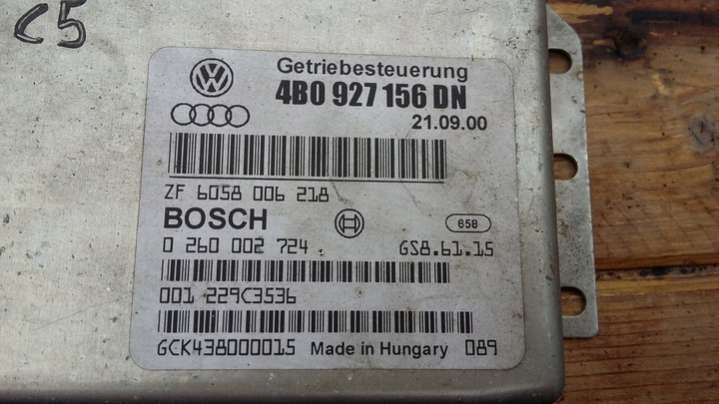 C5
Getriebesteuerung
4B0 927 156 DN
21.09.00
ZF 6058 006 218
BOSCH 658
0 260 002 724 GS8.61.15
001 229C3536
GCK438000015 Made in Hungary 089